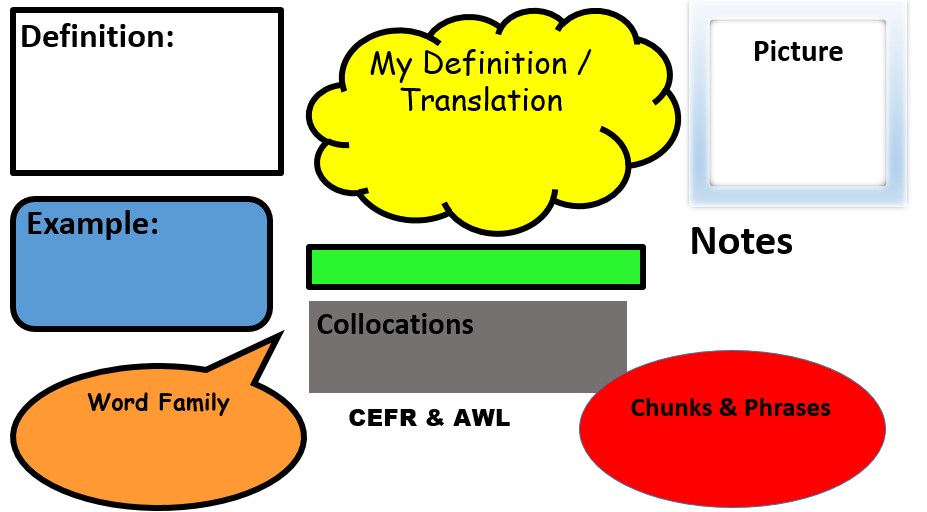 Definition:
My Definition /
Translation
Picture
Example:
Notes
Collocations
Word Family
CEFR & AWL
Chunks & Phrases